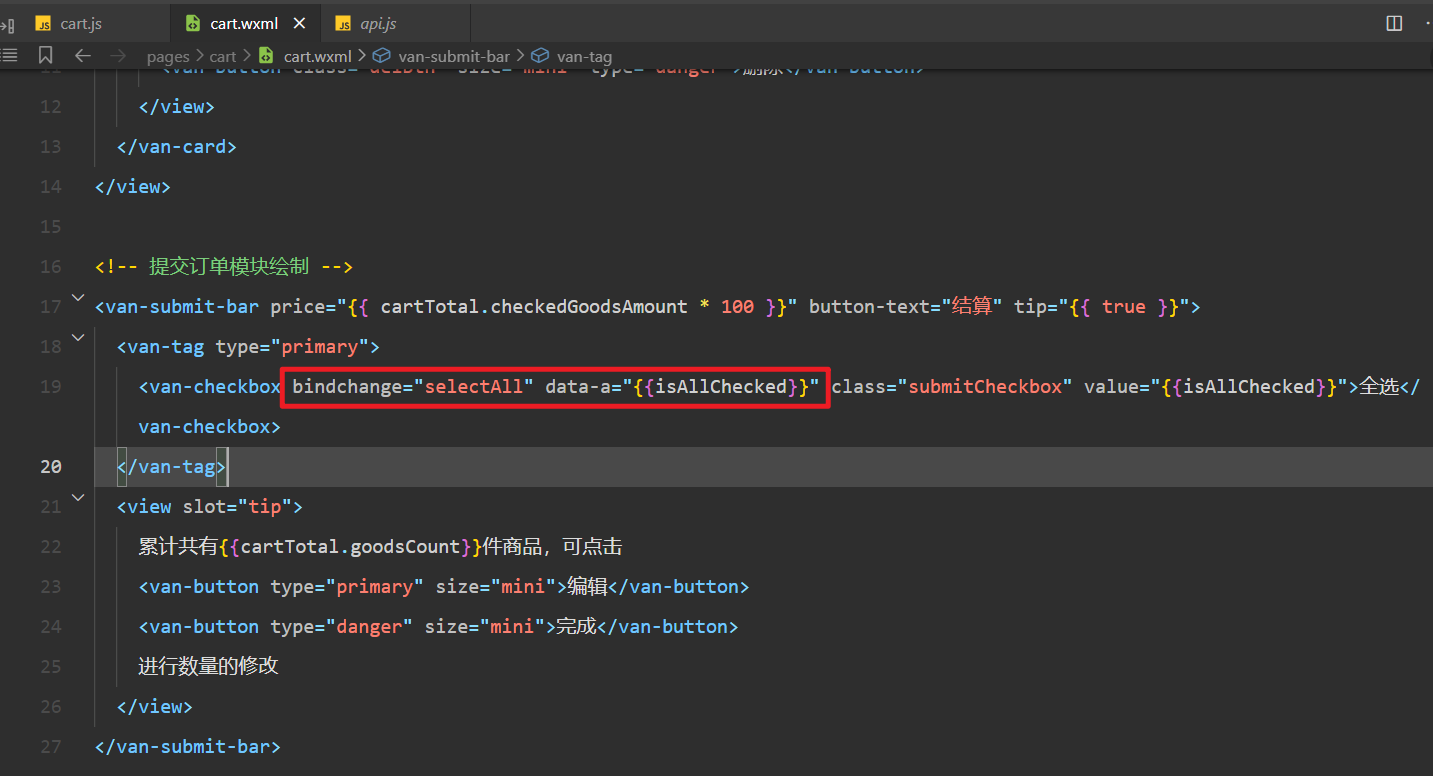 cart.js
cart.wxml
api.js
pages > cart > cart.wxml > van-submit-bar > van-tag
12 </view>
13 </van-card>
14 </view>
15
16 <!-- 提交订单模块绘制 -->
17 <van-submit-bar price="{{ cartTotal.checkedGoodsAmount * 100 }}" button-text="结算" tip="{{ true }}">
18 <van-tag type="primary">
19 <van-checkbox bindchange="selectAll" data-a="{{isAllChecked}}" class="submitCheckbox" value="{{isAllChecked}}">全选</
van-checkbox>
20 </van-tag>
21 <view slot="tip">
22 累计共有{{cartTotal.goodsCount}}件商品，可点击
23 <van-button type="primary" size="mini">编辑</van-button>
24 <van-button type="danger" size="mini">完成</van-button>
25 进行数量的修改
26 </view>
27 </van-submit-bar>